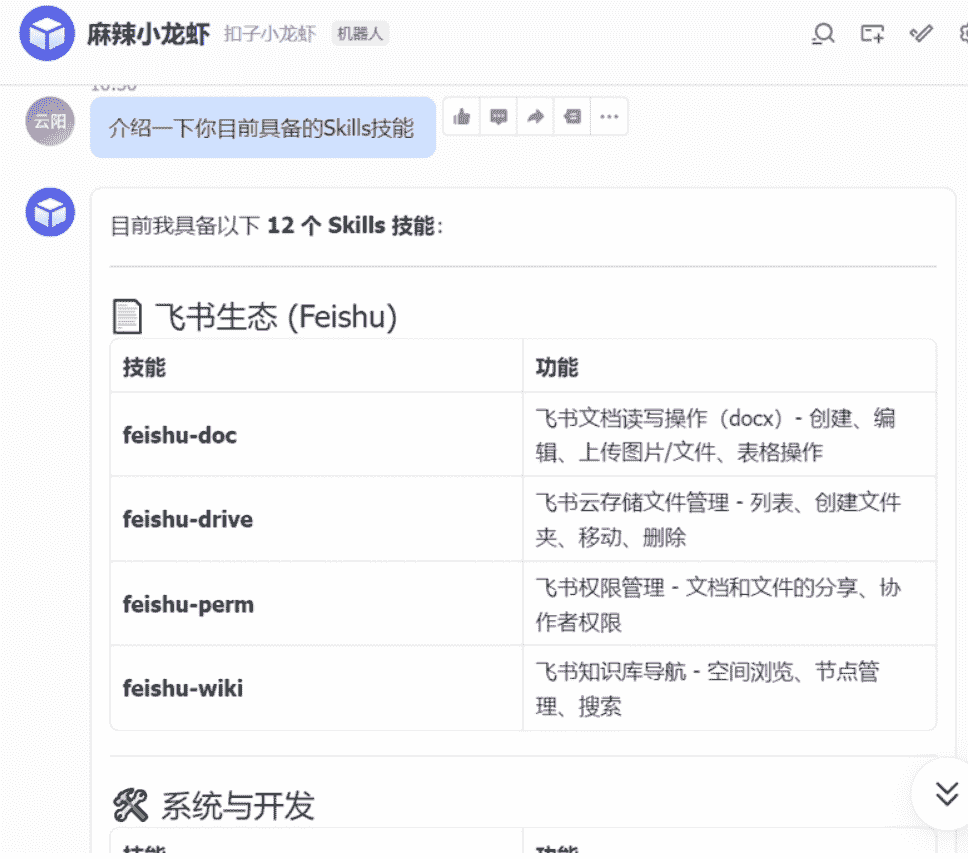 麻辣小龙虾 扣子小龙虾 机器人
云阳
介绍一下你目前具备的Skills技能
目前我具备以下 12 个 Skills 技能:
飞书生态 (Feishu)
技能 功能
feishu-doc
飞书文档读写操作（docx）- 创建、编
辑、上传图片/文件、表格操作
feishu-drive
飞书云存储文件管理 - 列表、创建文件
夹、移动、删除
feishu-perm
飞书权限管理 - 文档和文件的分享、协
作者权限
feishu-wiki
飞书知识库导航 - 空间浏览、节点管
理、搜索
系统与开发
技能 功能